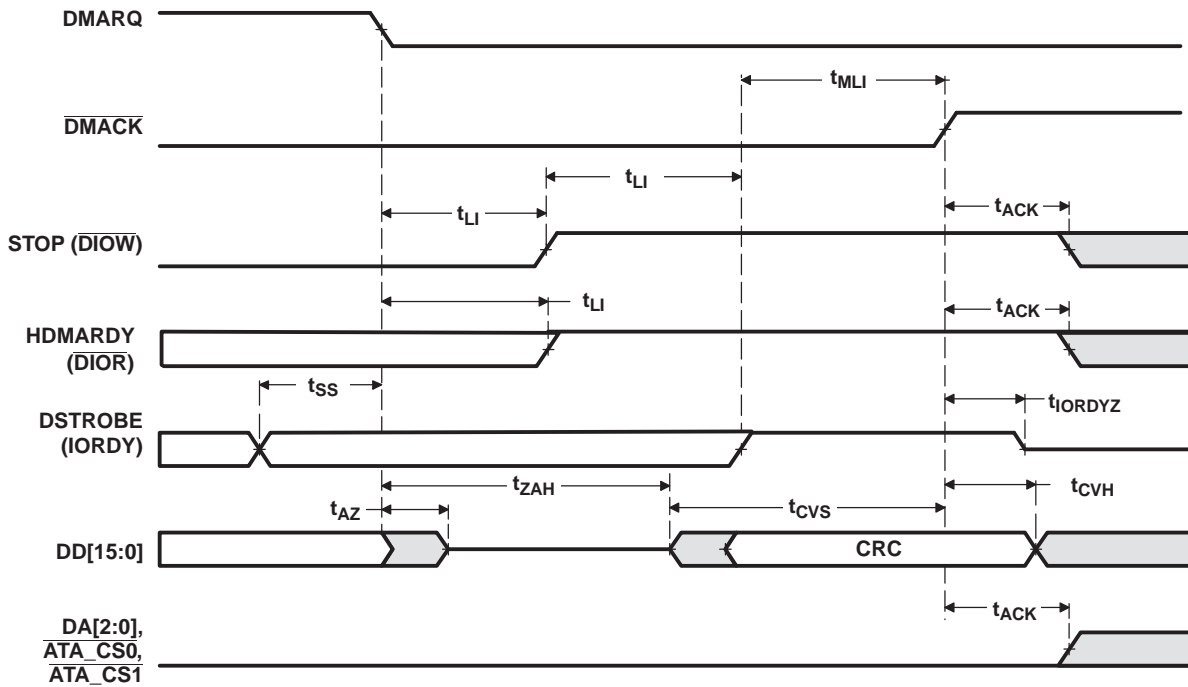 DMARQ
tMLI
DMACK
tLI
tLI
tACK
STOP (DIOW)
tLI
tACK
HDMARDY
(DIOR)
tSS
tIORDYZ
DSTROBE
(IORDY)
tZAH
tCVH
tAZ
tCVS
DD[15:0]
CRC
tACK
DA[2:0],
ATA_CS0,
ATA_CS1